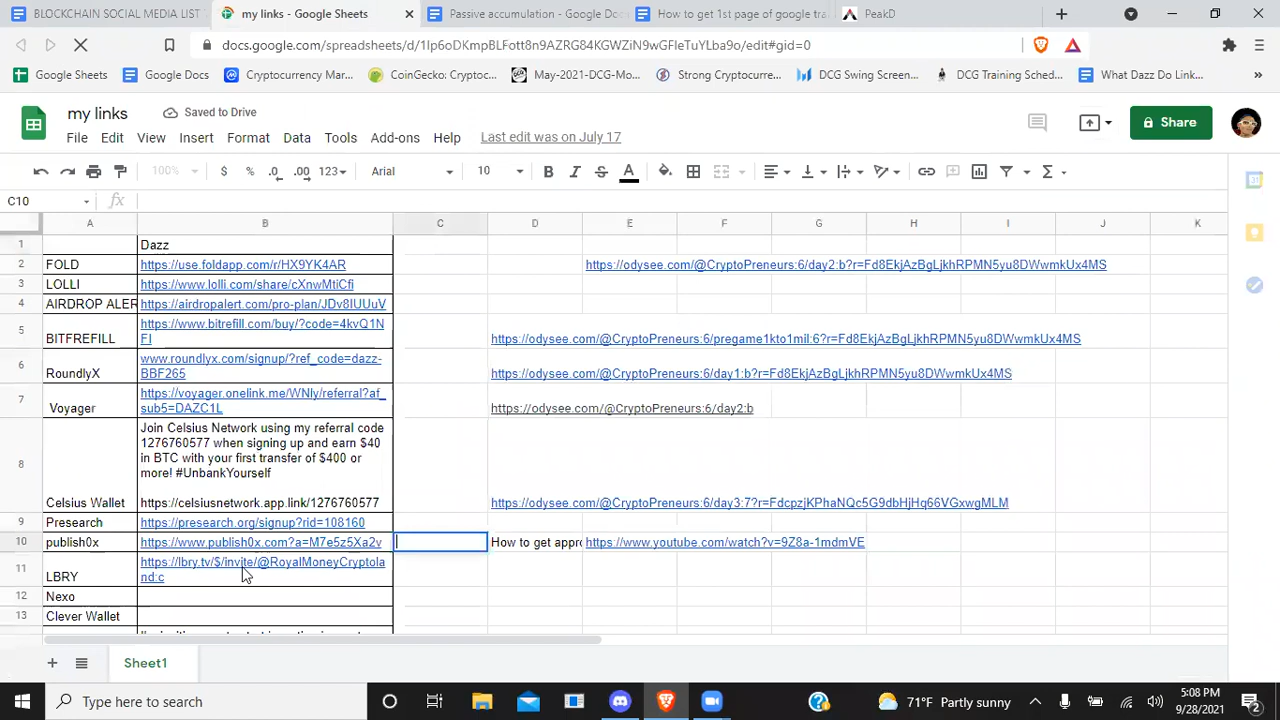 BLOCKCHAIN SOCIAL MEDIA LIST
my links - Google Sheets
Passive accumulation - Google Doc
How to get 1st page of google tra
PeakD
Google Sheets
Google Docs
Cryptocurrency Mar...
CoinGecko: Cryptoc...
May-2021-DCG-Mo...
Strong Cryptocurre...
DCG Swing Screen...
DCG Training Sched...
What Dazz Do Link...
my links
Saved to Drive
File Edit View Insert Format Data Tools Add-ons Help
Last edit was on July 17
Share
100% $ % .0 .00 123 Arial 10 B I S A
C10
fx
A B C D E F G H I J K
1 Dazz
2 FOLD https://use.foldapp.com/r/HX9YK4AR https://odysee.com/@CryptoPreneurs:6/day2:b?r=Fd8EkjAzBgLjkhRPMN5yu8DWwmkUx4MS
3 LOLLI https://www.lolli.com/share/cXnwMtiCfi
4 AIRDROP ALER https://airdropalert.com/pro-plan/JDv8IUUuV
https://www.bitrefill.com/buy/?code=4kvQ1N
5 BITREFILL FI https://odysee.com/@CryptoPreneurs:6/pregame1kto1mil:6?r=Fd8EkjAzBgLjkhRPMN5yu8DWwmkUx4MS
www.roundlyx.com/signup/?ref_code=dazz-
6 RoundlyX BBF265 https://odysee.com/@CryptoPreneurs:6/day1:b?r=Fd8EkjAzBgLjkhRPMN5yu8DWwmkUx4MS
https://voyager.onelink.me/WNly/referral?af_
7 Voyager sub5=DAZC1L https://odysee.com/@CryptoPreneurs:6/day2:b
Join Celsius Network using my referral code
1276760577 when signing up and earn $40
in BTC with your first transfer of $400 or
more! #UnbankYourself
8 Celsius Wallet https://celsiusnetwork.app.link/1276760577 https://odysee.com/@CryptoPreneurs:6/day3:7?r=FdcpzjKPhaNQc5G9dbHjHq66VGxwgMLM
9 Presearch https://presearch.org/signup?rid=108160
10 publish0x https://www.publish0x.com?a=M7e5z5Xa2v How to get appro https://www.youtube.com/watch?v=9Z8a-1mdmVE
https://lbry.tv/$/invite/@RoyalMoneyCryptola
11 LBRY nd:c
12 Nexo
13 Clever Wallet
Sheet1
Type here to search
71°F Partly sunny
5:08 PM
9/28/2021
2